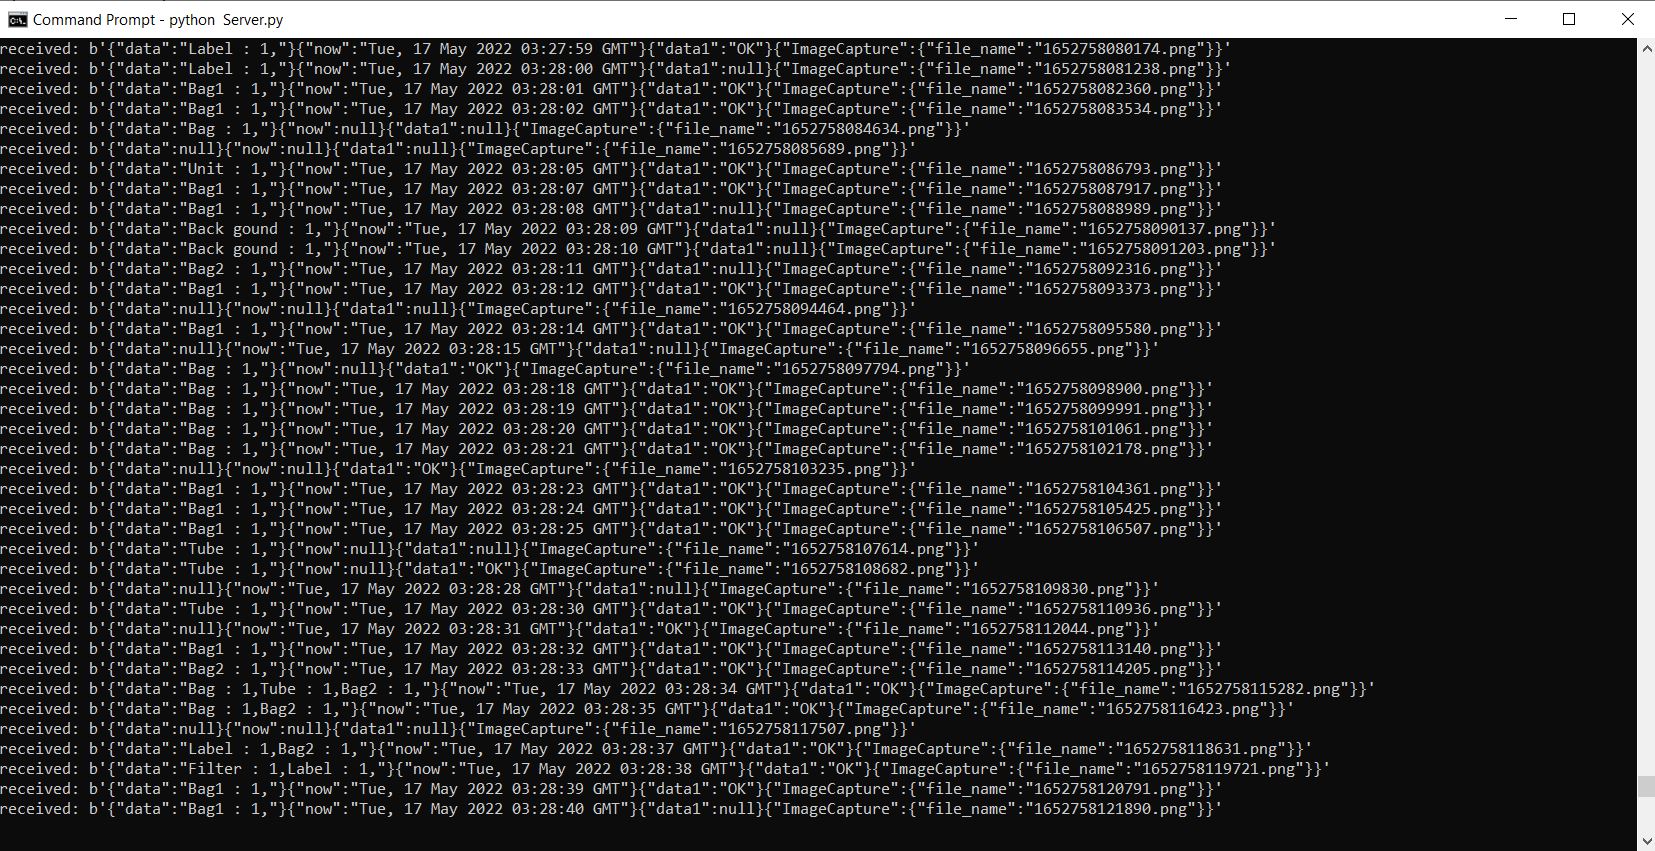 Command Prompt - python  Server.py
received: b'{"data":"Label : 1,"}{"now":"Tue, 17 May 2022 03:27:59 GMT"}{"data1":"OK"}{"ImageCapture":{"file_name":"1652758080174.png"}}'
received: b'{"data":"Label : 1,"}{"now":"Tue, 17 May 2022 03:28:00 GMT"}{"data1":null}{"ImageCapture":{"file_name":"1652758081238.png"}}'
received: b'{"data":"Bag1 : 1,"}{"now":"Tue, 17 May 2022 03:28:01 GMT"}{"data1":"OK"}{"ImageCapture":{"file_name":"1652758082360.png"}}'
received: b'{"data":"Bag1 : 1,"}{"now":"Tue, 17 May 2022 03:28:02 GMT"}{"data1":"OK"}{"ImageCapture":{"file_name":"1652758083534.png"}}'
received: b'{"data":"Bag : 1,"}{"now":null}{"data1":null}{"ImageCapture":{"file_name":"1652758084634.png"}}'
received: b'{"data":null}{"now":null}{"data1":null}{"ImageCapture":{"file_name":"1652758085689.png"}}'
received: b'{"data":"Unit : 1,"}{"now":"Tue, 17 May 2022 03:28:05 GMT"}{"data1":"OK"}{"ImageCapture":{"file_name":"1652758086793.png"}}'
received: b'{"data":"Bag1 : 1,"}{"now":"Tue, 17 May 2022 03:28:07 GMT"}{"data1":"OK"}{"ImageCapture":{"file_name":"1652758087917.png"}}'
received: b'{"data":"Bag1 : 1,"}{"now":"Tue, 17 May 2022 03:28:08 GMT"}{"data1":null}{"ImageCapture":{"file_name":"1652758088989.png"}}'
received: b'{"data":"Back gound : 1,"}{"now":"Tue, 17 May 2022 03:28:09 GMT"}{"data1":null}{"ImageCapture":{"file_name":"1652758090137.png"}}'
received: b'{"data":"Back gound : 1,"}{"now":"Tue, 17 May 2022 03:28:10 GMT"}{"data1":null}{"ImageCapture":{"file_name":"1652758091203.png"}}'
received: b'{"data":"Bag2 : 1,"}{"now":"Tue, 17 May 2022 03:28:11 GMT"}{"data1":null}{"ImageCapture":{"file_name":"1652758092316.png"}}'
received: b'{"data":"Bag1 : 1,"}{"now":"Tue, 17 May 2022 03:28:12 GMT"}{"data1":"OK"}{"ImageCapture":{"file_name":"1652758093373.png"}}'
received: b'{"data":null}{"now":null}{"data1":null}{"ImageCapture":{"file_name":"1652758094464.png"}}'
received: b'{"data":"Bag1 : 1,"}{"now":"Tue, 17 May 2022 03:28:14 GMT"}{"data1":"OK"}{"ImageCapture":{"file_name":"1652758095580.png"}}'
received: b'{"data":null}{"now":"Tue, 17 May 2022 03:28:15 GMT"}{"data1":null}{"ImageCapture":{"file_name":"1652758096655.png"}}'
received: b'{"data":"Bag : 1,"}{"now":null}{"data1":"OK"}{"ImageCapture":{"file_name":"1652758097794.png"}}'
received: b'{"data":"Bag : 1,"}{"now":"Tue, 17 May 2022 03:28:18 GMT"}{"data1":"OK"}{"ImageCapture":{"file_name":"1652758098900.png"}}'
received: b'{"data":"Bag : 1,"}{"now":"Tue, 17 May 2022 03:28:19 GMT"}{"data1":"OK"}{"ImageCapture":{"file_name":"1652758099991.png"}}'
received: b'{"data":"Bag : 1,"}{"now":"Tue, 17 May 2022 03:28:20 GMT"}{"data1":"OK"}{"ImageCapture":{"file_name":"1652758101061.png"}}'
received: b'{"data":"Bag : 1,"}{"now":"Tue, 17 May 2022 03:28:21 GMT"}{"data1":"OK"}{"ImageCapture":{"file_name":"1652758102178.png"}}'
received: b'{"data":null}{"now":null}{"data1":"OK"}{"ImageCapture":{"file_name":"1652758103235.png"}}'
received: b'{"data":"Bag1 : 1,"}{"now":"Tue, 17 May 2022 03:28:23 GMT"}{"data1":"OK"}{"ImageCapture":{"file_name":"1652758104361.png"}}'
received: b'{"data":"Bag1 : 1,"}{"now":"Tue, 17 May 2022 03:28:24 GMT"}{"data1":"OK"}{"ImageCapture":{"file_name":"1652758105425.png"}}'
received: b'{"data":"Bag1 : 1,"}{"now":"Tue, 17 May 2022 03:28:25 GMT"}{"data1":"OK"}{"ImageCapture":{"file_name":"1652758106507.png"}}'
received: b'{"data":"Tube : 1,"}{"now":null}{"data1":null}{"ImageCapture":{"file_name":"1652758107614.png"}}'
received: b'{"data":"Tube : 1,"}{"now":null}{"data1":"OK"}{"ImageCapture":{"file_name":"1652758108682.png"}}'
received: b'{"data":null}{"now":"Tue, 17 May 2022 03:28:28 GMT"}{"data1":null}{"ImageCapture":{"file_name":"1652758109830.png"}}'
received: b'{"data":"Tube : 1,"}{"now":"Tue, 17 May 2022 03:28:30 GMT"}{"data1":"OK"}{"ImageCapture":{"file_name":"1652758110936.png"}}'
received: b'{"data":null}{"now":"Tue, 17 May 2022 03:28:31 GMT"}{"data1":"OK"}{"ImageCapture":{"file_name":"1652758112044.png"}}'
received: b'{"data":"Bag1 : 1,"}{"now":"Tue, 17 May 2022 03:28:32 GMT"}{"data1":"OK"}{"ImageCapture":{"file_name":"1652758113140.png"}}'
received: b'{"data":"Bag2 : 1,"}{"now":"Tue, 17 May 2022 03:28:33 GMT"}{"data1":"OK"}{"ImageCapture":{"file_name":"1652758114205.png"}}'
received: b'{"data":"Bag : 1,Tube : 1,Bag2 : 1,"}{"now":"Tue, 17 May 2022 03:28:34 GMT"}{"data1":"OK"}{"ImageCapture":{"file_name":"1652758115282.png"}}'
received: b'{"data":"Bag : 1,Bag2 : 1,"}{"now":"Tue, 17 May 2022 03:28:35 GMT"}{"data1":"OK"}{"ImageCapture":{"file_name":"1652758116423.png"}}'
received: b'{"data":null}{"now":null}{"data1":null}{"ImageCapture":{"file_name":"1652758117507.png"}}'
received: b'{"data":"Label : 1,Bag2 : 1,"}{"now":"Tue, 17 May 2022 03:28:37 GMT"}{"data1":"OK"}{"ImageCapture":{"file_name":"1652758118631.png"}}'
received: b'{"data":"Filter : 1,Label : 1,"}{"now":"Tue, 17 May 2022 03:28:38 GMT"}{"data1":"OK"}{"ImageCapture":{"file_name":"1652758119721.png"}}'
received: b'{"data":"Bag1 : 1,"}{"now":"Tue, 17 May 2022 03:28:39 GMT"}{"data1":"OK"}{"ImageCapture":{"file_name":"1652758120791.png"}}'
received: b'{"data":"Bag1 : 1,"}{"now":"Tue, 17 May 2022 03:28:40 GMT"}{"data1":null}{"ImageCapture":{"file_name":"1652758121890.png"}}'